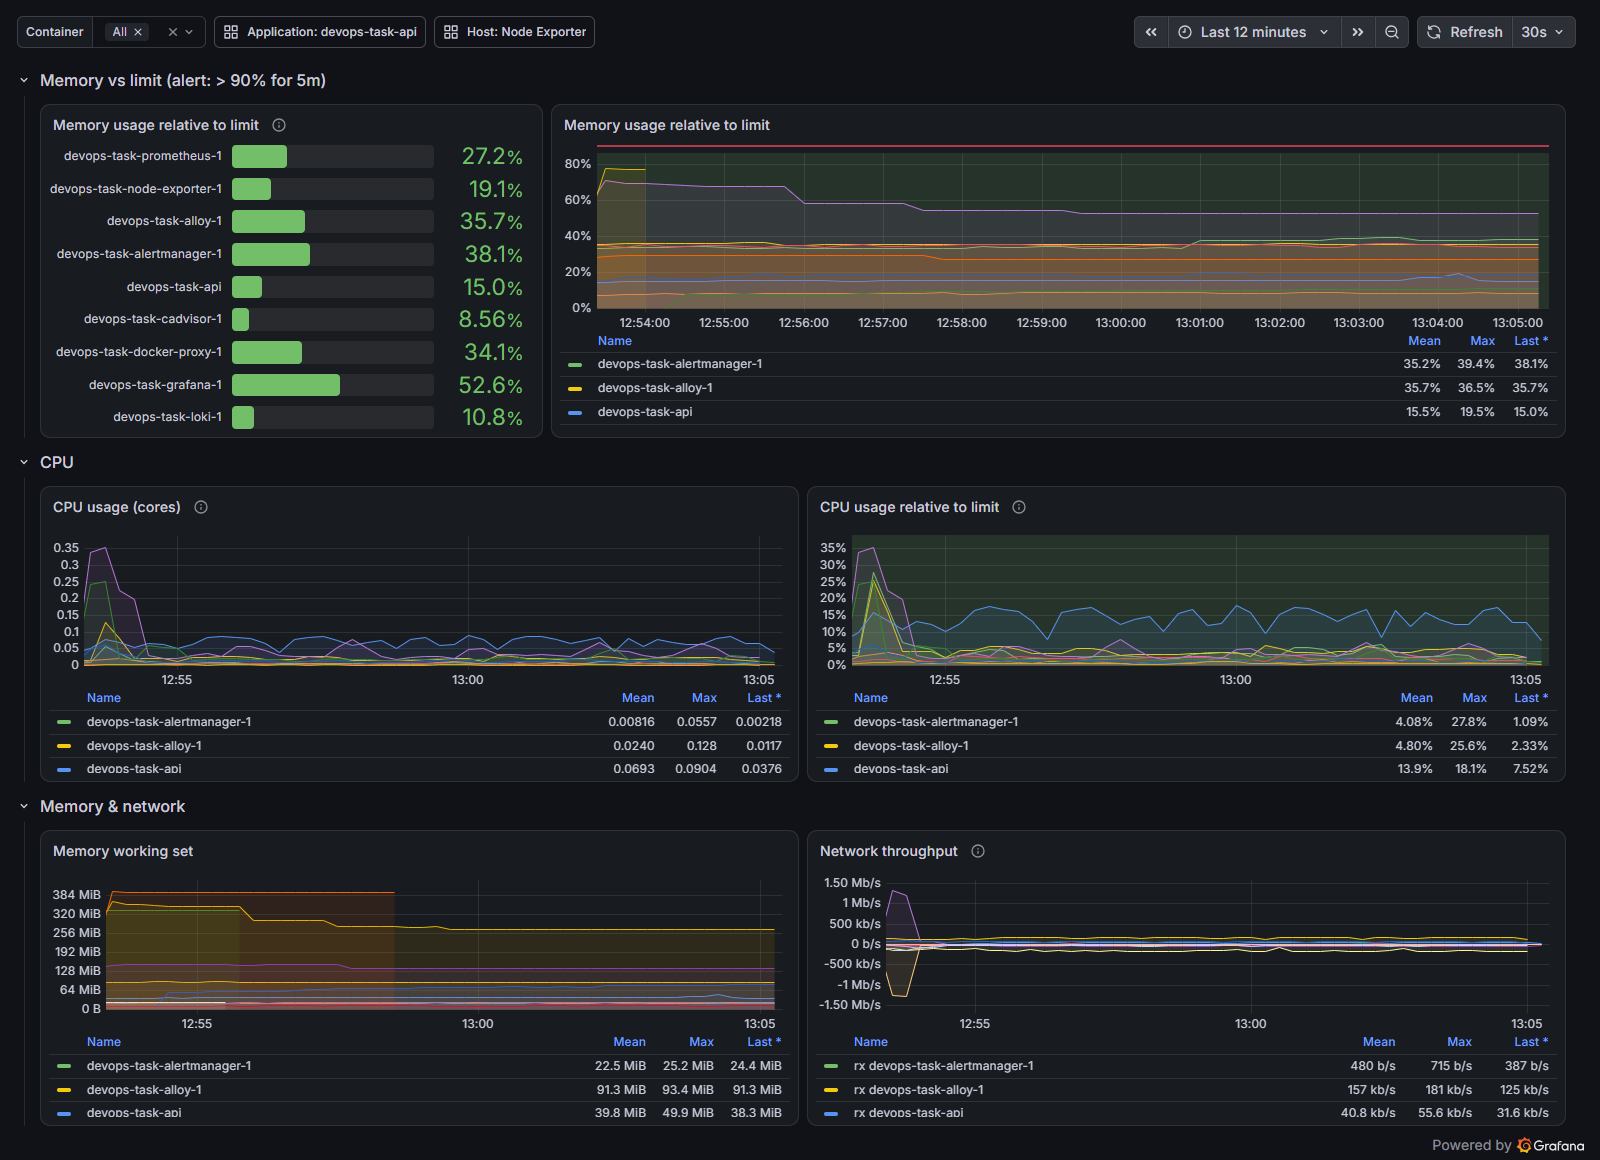 Container All × × Application: devops-task-api Host: Node Exporter Last 12 minutes Refresh 30s
Memory vs limit (alert: > 90% for 5m)
Memory usage relative to limit
devops-task-prometheus-1 27.2%
devops-task-node-exporter-1 19.1%
devops-task-alloy-1 35.7%
devops-task-alertmanager-1 38.1%
devops-task-api 15.0%
devops-task-cadvisor-1 8.56%
devops-task-docker-proxy-1 34.1%
devops-task-grafana-1 52.6%
devops-task-loki-1 10.8%
Memory usage relative to limit
80%
60%
40%
20%
0%
12:54:00 12:55:00 12:56:00 12:57:00 12:58:00 12:59:00 13:00:00 13:01:00 13:02:00 13:03:00 13:04:00 13:05:00
Name Mean Max Last *
devops-task-alertmanager-1 35.2% 39.4% 38.1%
devops-task-alloy-1 35.7% 36.5% 35.7%
devops-task-api 15.5% 19.5% 15.0%
CPU
CPU usage (cores)
0.35
0.3
0.25
0.2
0.15
0.1
0.05
0
12:55 13:00 13:05
Name Mean Max Last *
devops-task-alertmanager-1 0.00816 0.0557 0.00218
devops-task-alloy-1 0.0240 0.128 0.0117
devops-task-api 0.0693 0.0904 0.0376
CPU usage relative to limit
35%
30%
25%
20%
15%
10%
5%
0%
12:55 13:00 13:05
Name Mean Max Last *
devops-task-alertmanager-1 4.08% 27.8% 1.09%
devops-task-alloy-1 4.80% 25.6% 2.33%
devops-task-api 13.9% 18.1% 7.52%
Memory & network
Memory working set
384 MiB
320 MiB
256 MiB
192 MiB
128 MiB
64 MiB
0 B
12:55 13:00 13:05
Name Mean Max Last *
devops-task-alertmanager-1 22.5 MiB 25.2 MiB 24.4 MiB
devops-task-alloy-1 91.3 MiB 93.4 MiB 91.3 MiB
devops-task-api 39.8 MiB 49.9 MiB 38.3 MiB
Network throughput
1.50 Mb/s
1 Mb/s
500 kb/s
0 b/s
-500 kb/s
-1 Mb/s
-1.50 Mb/s
12:55 13:00 13:05
Name Mean Max Last *
rx devops-task-alertmanager-1 480 b/s 715 b/s 387 b/s
rx devops-task-alloy-1 157 kb/s 181 kb/s 125 kb/s
rx devops-task-api 40.8 kb/s 55.6 kb/s 31.6 kb/s
Powered by Grafana